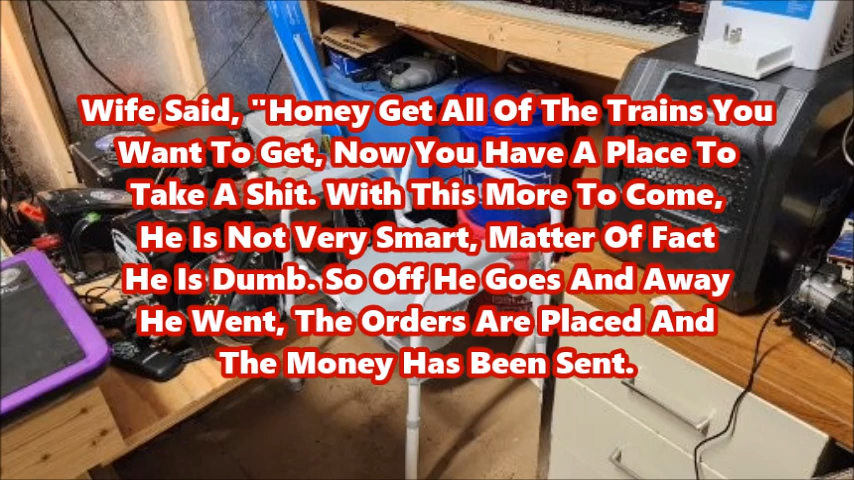 Wife Said, "Honey Get All Of The Trains You
Want To Get, Now You Have A Place To
Take A Shit. With This More To Come,
He Is Not Very Smart, Matter Of Fact
He Is Dumb. So Off He Goes And Away
He Went, The Orders Are Placed And
The Money Has Been Sent.